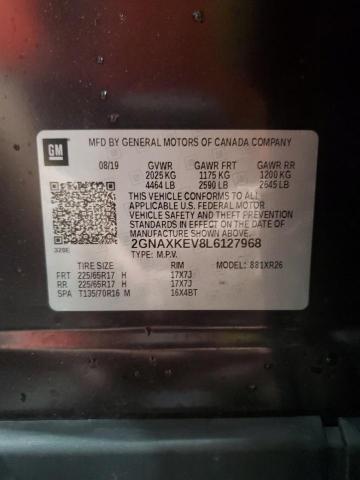 GM
MFD BY GENERAL MOTORS OF CANADA COMPANY
08/19 GVWR GAWR FRT GAWR RR
2025 KG 1175 KG 1200 KG
4464 LB 2590 LB 2645 LB
THIS VEHICLE CONFORMS TO ALL
APPLICABLE U.S. FEDERAL MOTOR
VEHICLE SAFETY, BUMPER, AND THEFT PREVENTION
STANDARDS IN EFFECT ON THE DATE OF
MANUFACTURE SHOWN ABOVE.
320E
2GNAXKEV8L6127968
TYPE: M.P.V.
TIRE SIZE RIM MODEL: 881XR26
FRT 225/65R17 H 17X7J
RR 225/65R17 H 17X7J
SPA T135/70R16 M 16X4BT